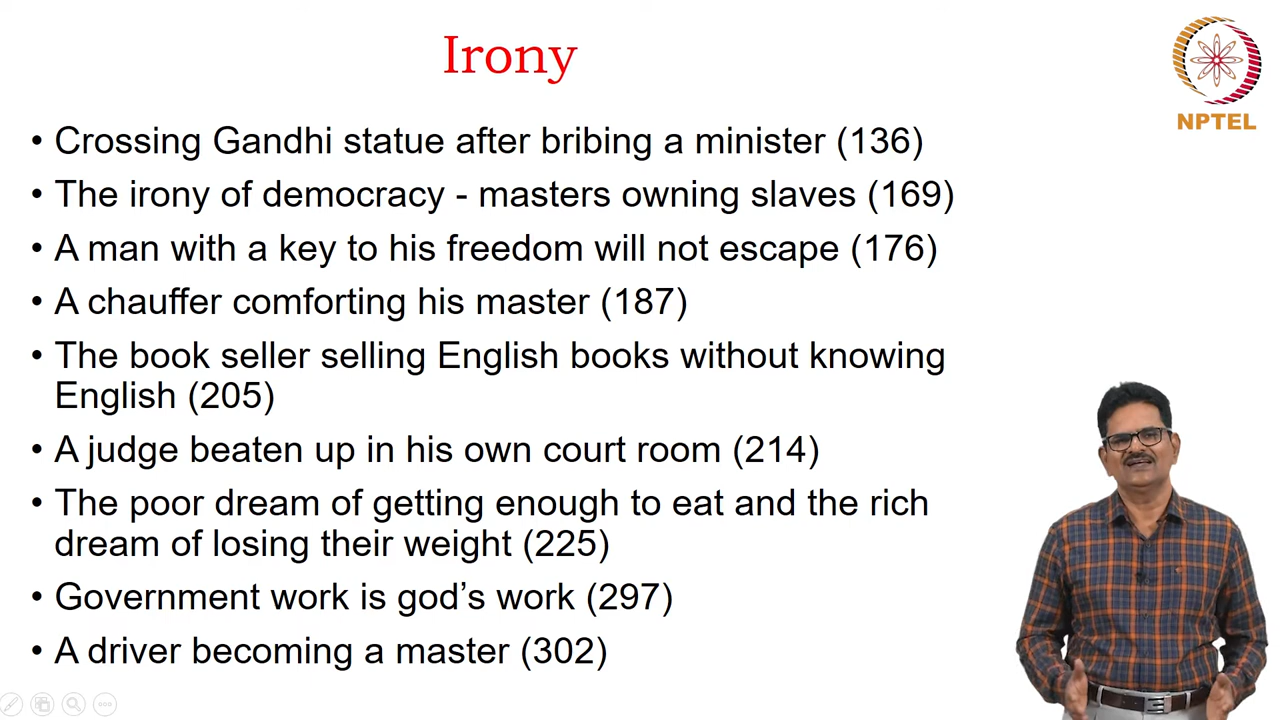 Irony
NPTEL
• Crossing Gandhi statue after bribing a minister (136)
• The irony of democracy - masters owning slaves (169)
• A man with a key to his freedom will not escape (176)
• A chauffer comforting his master (187)
• The book seller selling English books without knowing
English (205)
• A judge beaten up in his own court room (214)
• The poor dream of getting enough to eat and the rich
dream of losing their weight (225)
• Government work is god’s work (297)
• A driver becoming a master (302)